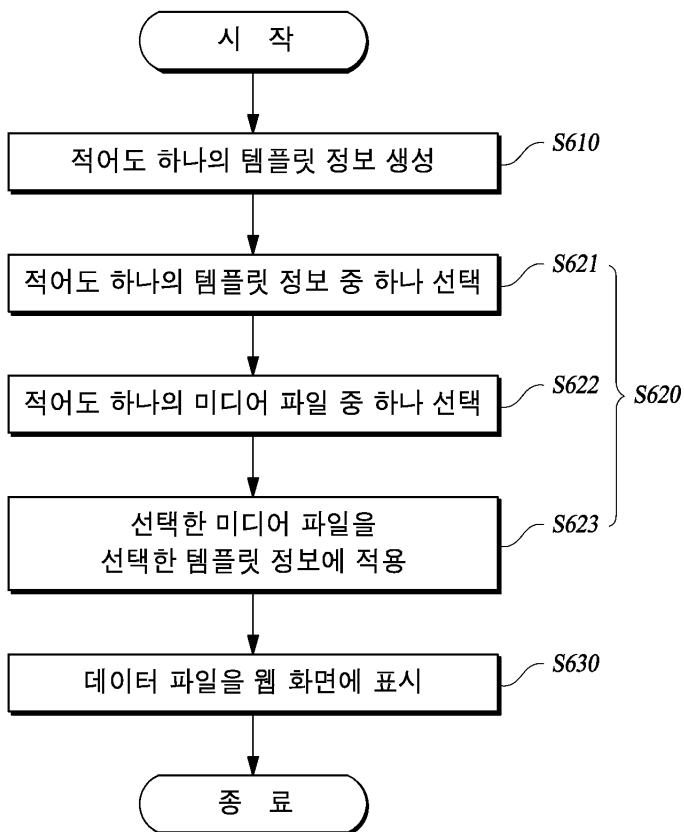 시 작
적어도 하나의 템플릿 정보 생성
S610
적어도 하나의 템플릿 정보 중 하나 선택
S621
적어도 하나의 미디어 파일 중 하나 선택
S622
S620
선택한 미디어 파일을
선택한 템플릿 정보에 적용
S623
데이터 파일을 웹 화면에 표시
S630
종 료